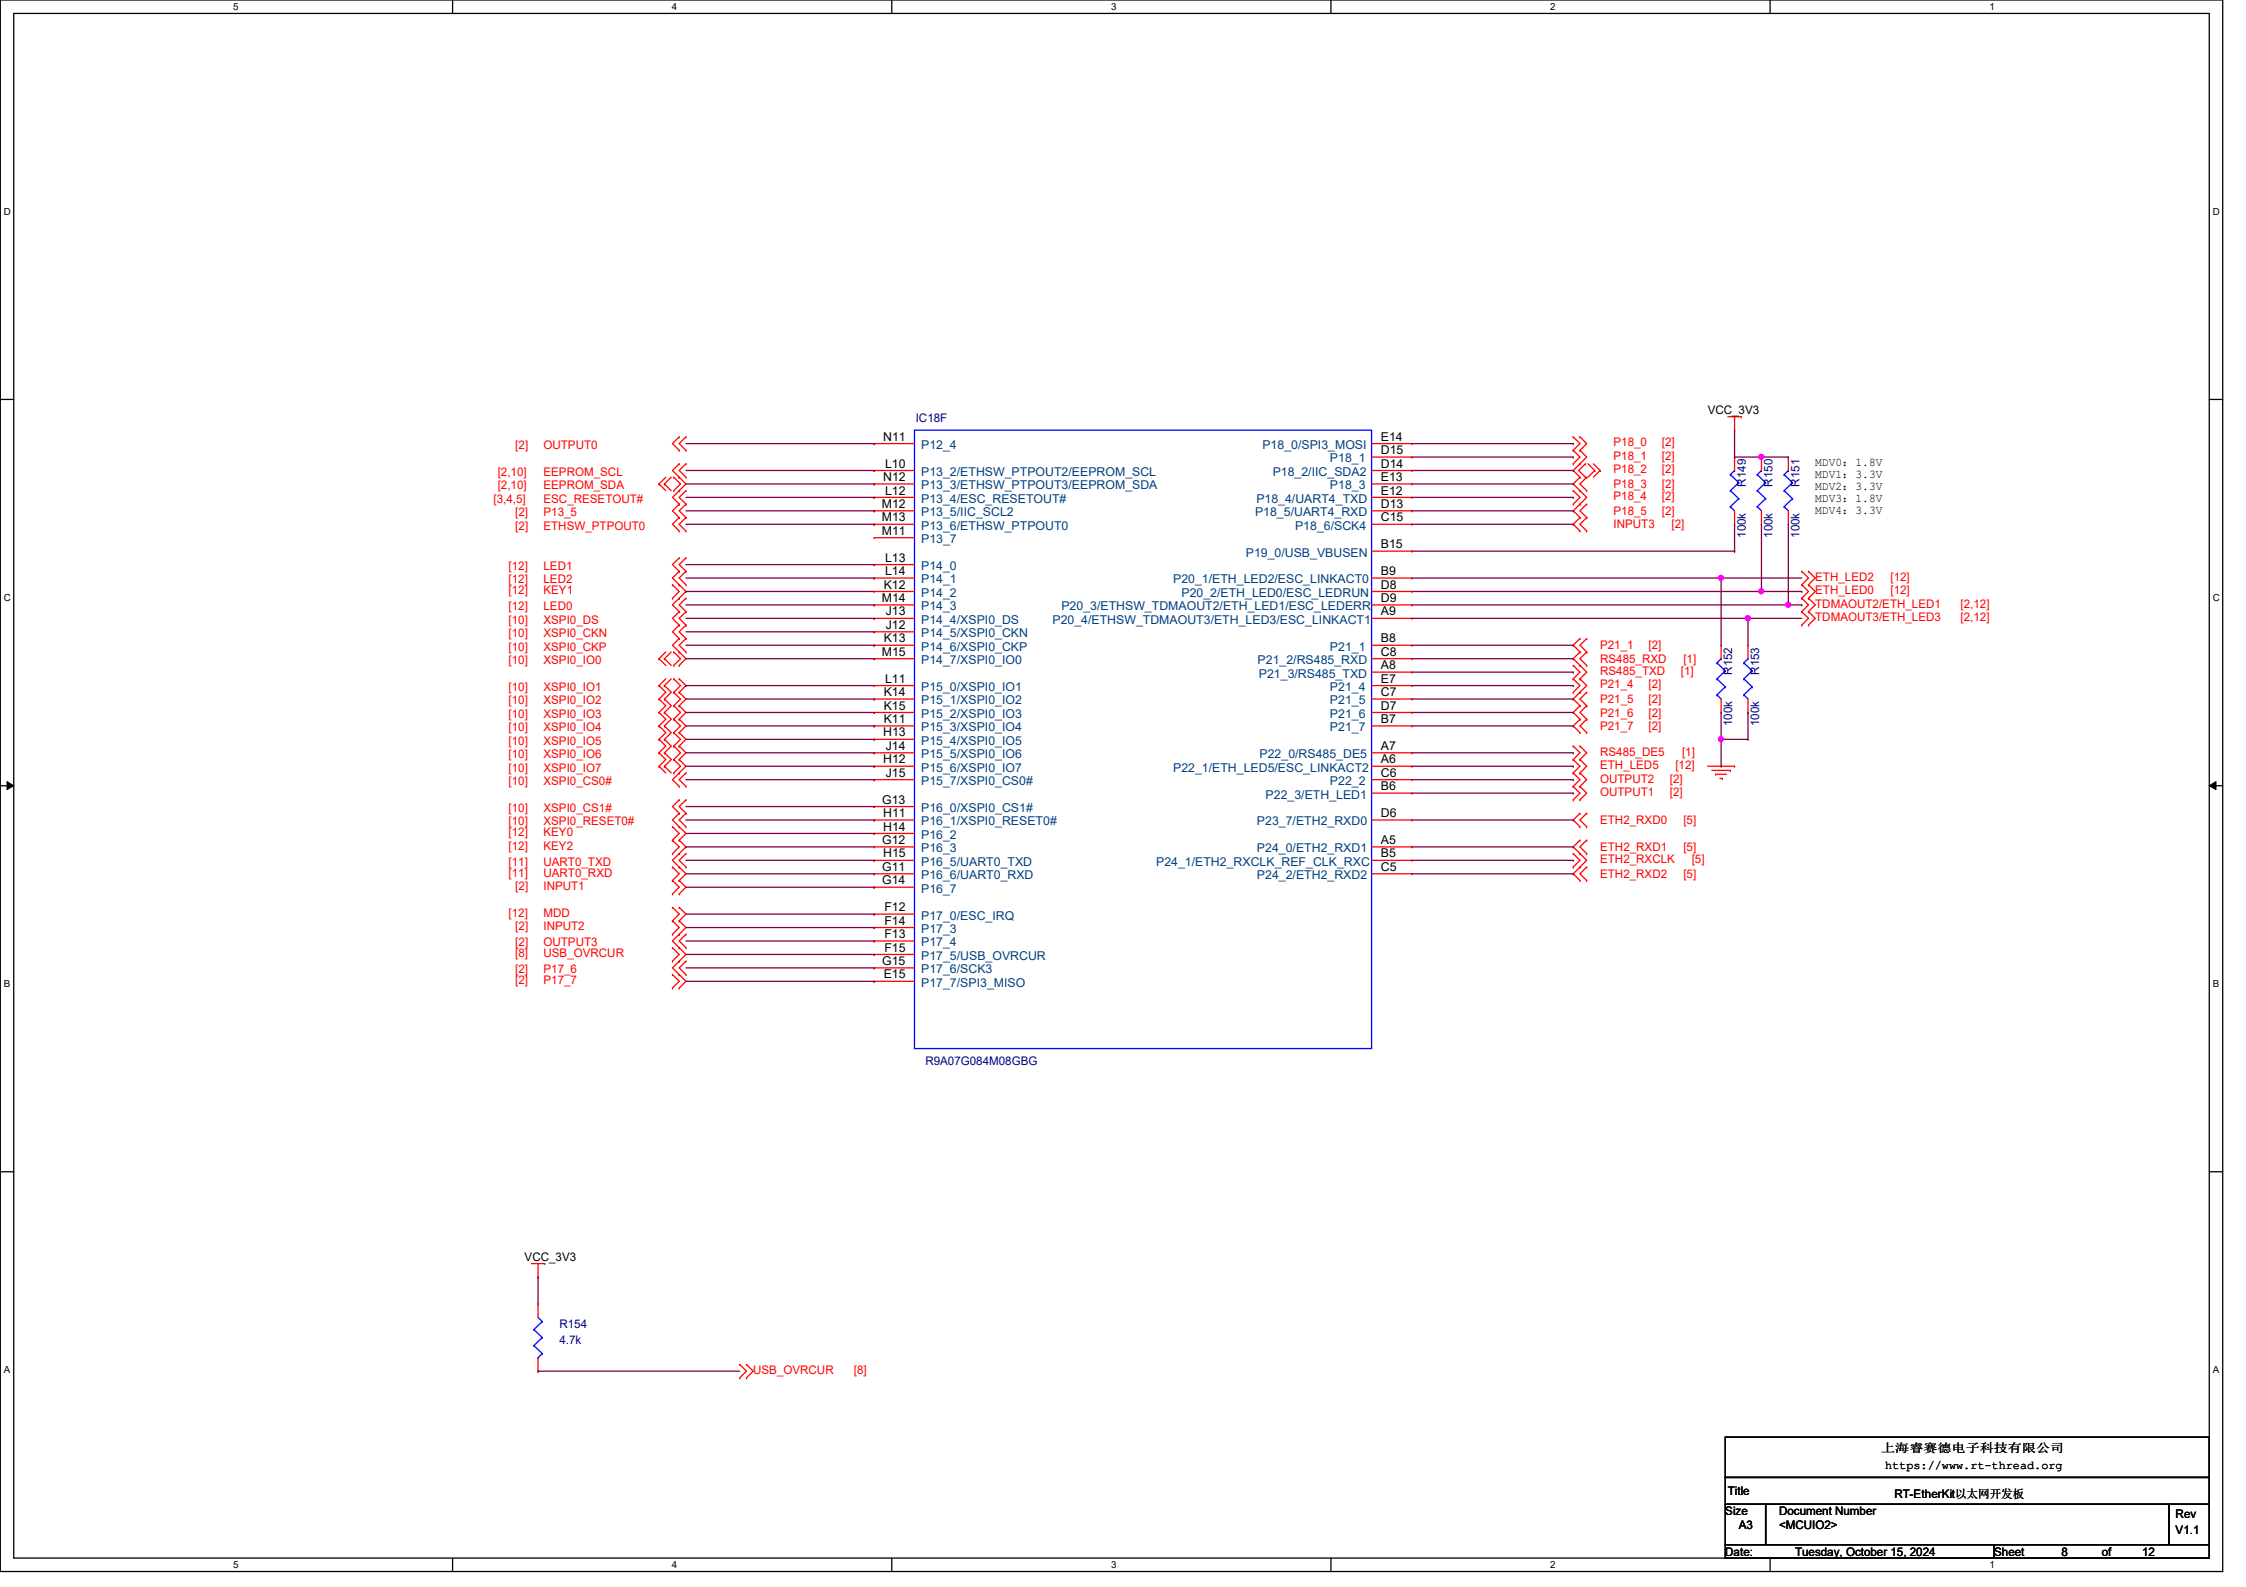 5 4 3 2 1
D D
C C
B B
A A
IC18F
[2] OUTPUT0 N11 P12_4
[2,10] EEPROM_SCL L10 P13_2/ETHSW_PTPOUT2/EEPROM_SCL
[2,10] EEPROM_SDA N12 P13_3/ETHSW_PTPOUT3/EEPROM_SDA
[3,4,5] ESC_RESETOUT# L12 P13_4/ESC_RESETOUT#
[2] P13_5 M12 P13_5/IIC_SCL2
[2] ETHSW_PTPOUT0 M13 P13_6/ETHSW_PTPOUT0
M11 P13_7
[12] LED1 L13 P14_0
[12] LED2 L14 P14_1
[12] KEY1 K12 P14_2
[12] LED0 M14 P14_3
[10] XSPI0_DS J13 P14_4/XSPI0_DS
[10] XSPI0_CKN J12 P14_5/XSPI0_CKN
[10] XSPI0_CKP K13 P14_6/XSPI0_CKP
[10] XSPI0_IO0 M15 P14_7/XSPI0_IO0
[10] XSPI0_IO1 L11 P15_0/XSPI0_IO1
[10] XSPI0_IO2 K14 P15_1/XSPI0_IO2
[10] XSPI0_IO3 K15 P15_2/XSPI0_IO3
[10] XSPI0_IO4 K11 P15_3/XSPI0_IO4
[10] XSPI0_IO5 H13 P15_4/XSPI0_IO5
[10] XSPI0_IO6 J14 P15_5/XSPI0_IO6
[10] XSPI0_IO7 H12 P15_6/XSPI0_IO7
[10] XSPI0_CS0# J15 P15_7/XSPI0_CS0#
[10] XSPI0_CS1# G13 P16_0/XSPI0_CS1#
[10] XSPI0_RESET0# H11 P16_1/XSPI0_RESET0#
[12] KEY0 H14 P16_2
[12] KEY2 G12 P16_3
[11] UART0_TXD H15 P16_5/UART0_TXD
[11] UART0_RXD G11 P16_6/UART0_RXD
[2] INPUT1 G14 P16_7
[12] MDD F12 P17_0/ESC_IRQ
[2] INPUT2 F14 P17_3
[2] OUTPUT3 F13 P17_4
[8] USB_OVRCUR F15 P17_5/USB_OVRCUR
[2] P17_6 G15 P17_6/SCK3
[2] P17_7 E15 P17_7/SPI3_MISO
P18_0/SPI3_MOSI E14 P18_0 [2]
P18_1 D15 P18_1 [2]
P18_2/IIC_SDA2 D14 P18_2 [2]
P18_3 E13 P18_3 [2]
P18_4/UART4_TXD E12 P18_4 [2]
P18_5/UART4_RXD D13 P18_5 [2]
P18_6/SCK4 C15 INPUT3 [2]
P19_0/USB_VBUSEN B15
P20_1/ETH_LED2/ESC_LINKACT0 B9 ETH_LED2 [12]
P20_2/ETH_LED0/ESC_LEDRUN D8 ETH_LED0 [12]
P20_3/ETHSW_TDMAOUT2/ETH_LED1/ESC_LEDERR D9 TDMAOUT2/ETH_LED1 [2,12]
P20_4/ETHSW_TDMAOUT3/ETH_LED3/ESC_LINKACT1 A9 TDMAOUT3/ETH_LED3 [2,12]
P21_1 B8 P21_1 [2]
P21_2/RS485_RXD C8 RS485_RXD [1]
P21_3/RS485_TXD A8 RS485_TXD [1]
P21_4 E7 P21_4 [2]
P21_5 C7 P21_5 [2]
P21_6 D7 P21_6 [2]
P21_7 B7 P21_7 [2]
P22_0/RS485_DE5 A7 RS485_DE5 [1]
P22_1/ETH_LED5/ESC_LINKACT2 A6 ETH_LED5 [12]
P22_2 C6 OUTPUT2 [2]
P22_3/ETH_LED1 B6 OUTPUT1 [2]
P23_7/ETH2_RXD0 D6 ETH2_RXD0 [5]
P24_0/ETH2_RXD1 A5 ETH2_RXD1 [5]
P24_1/ETH2_RXCLK_REF_CLK_RXC B5 ETH2_RXCLK [5]
P24_2/ETH2_RXD2 C5 ETH2_RXD2 [5]
R9A07G084M08GBG
VCC_3V3
R149 100k
R150 100k
R151 100k
R152 100k
R153 100k
MDV0: 1.8V
MDV1: 3.3V
MDV2: 3.3V
MDV3: 1.8V
MDV4: 3.3V
VCC_3V3
R154
4.7k
USB_OVRCUR [8]
上海睿赛德电子科技有限公司
https://www.rt-thread.org
Title
RT-EtherKit以太网开发板
Size Document Number Rev
A3 <MCUIO2> V1.1
Date: Tuesday, October 15, 2024 Sheet 8 of 12
5 4 3 2 1